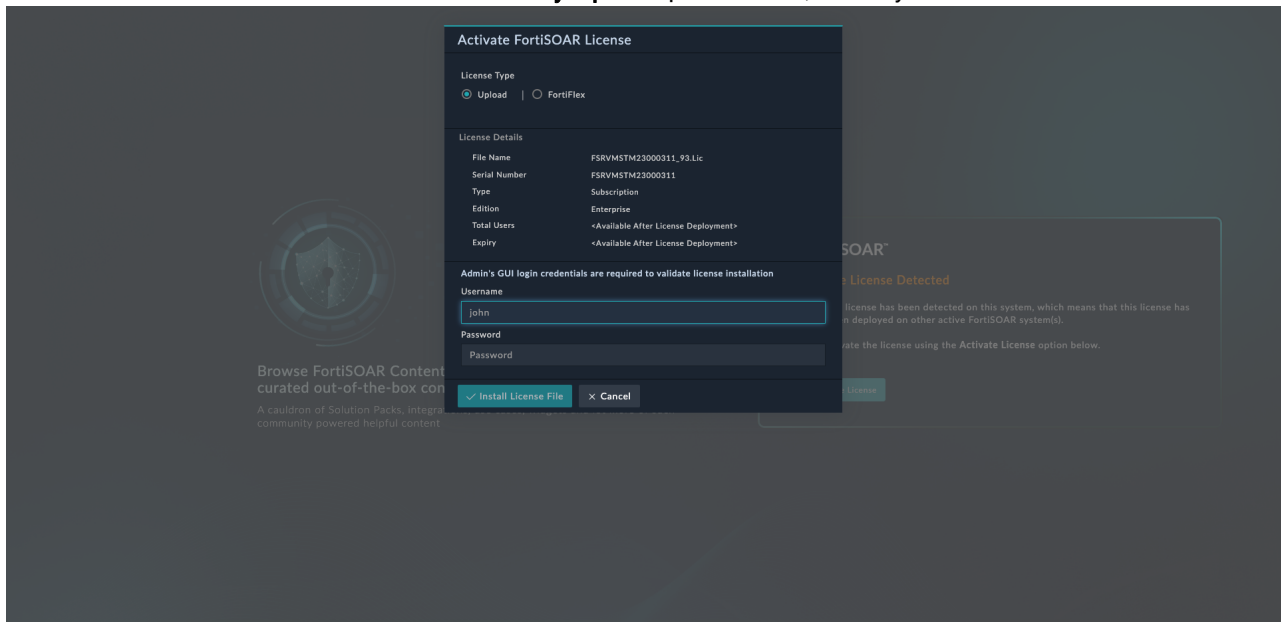 Activate FortiSOAR License
License Type
Upload | FortiFlex
License Details
File Name FSRVMSTM23000311_93.Lic
Serial Number FSRVMSTM23000311
Type Subscription
Edition Enterprise
Total Users <Available After License Deployment>
Expiry <Available After License Deployment>
Admin's GUI login credentials are required to validate license installation
Username
john
Password
Password
Install License File Cancel
Browse FortiSOAR Content
curated out-of-the-box con
A cauldron of Solution Packs, Integra
community powered helpful content
SOAR™
License Detected
license has been detected on this system, which means that this license has
deployed on other active FortiSOAR system(s).
the license using the Activate License option below.
License